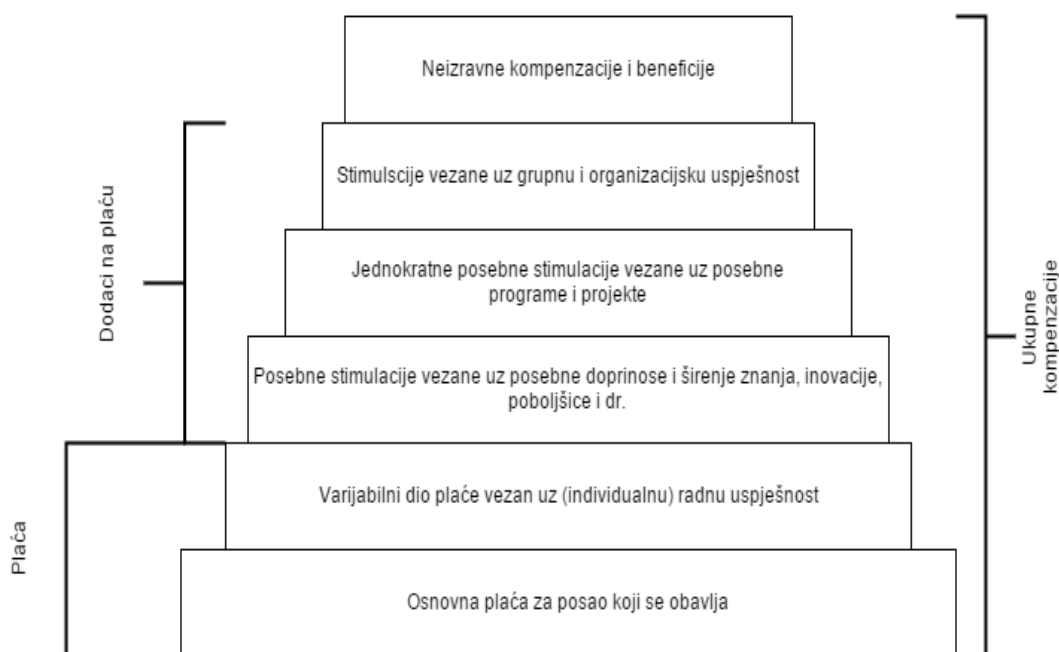 Neizravne kompenzacije i beneficije
Stimulscije vezane uz grupnu i organizacijsku uspješnost
Jednokratne posebne stimulacije vezane uz posebne
programe i projekte
Posebne stimulacije vezane uz posebne doprinose i širenje znanja, inovacije,
poboljšice i dr.
Varijabilni dio plaće vezan uz (individualnu) radnu uspješnost
Osnovna plaća za posao koji se obavlja
Dodaci na plaću
Plaća
Ukupne
kompenzacije